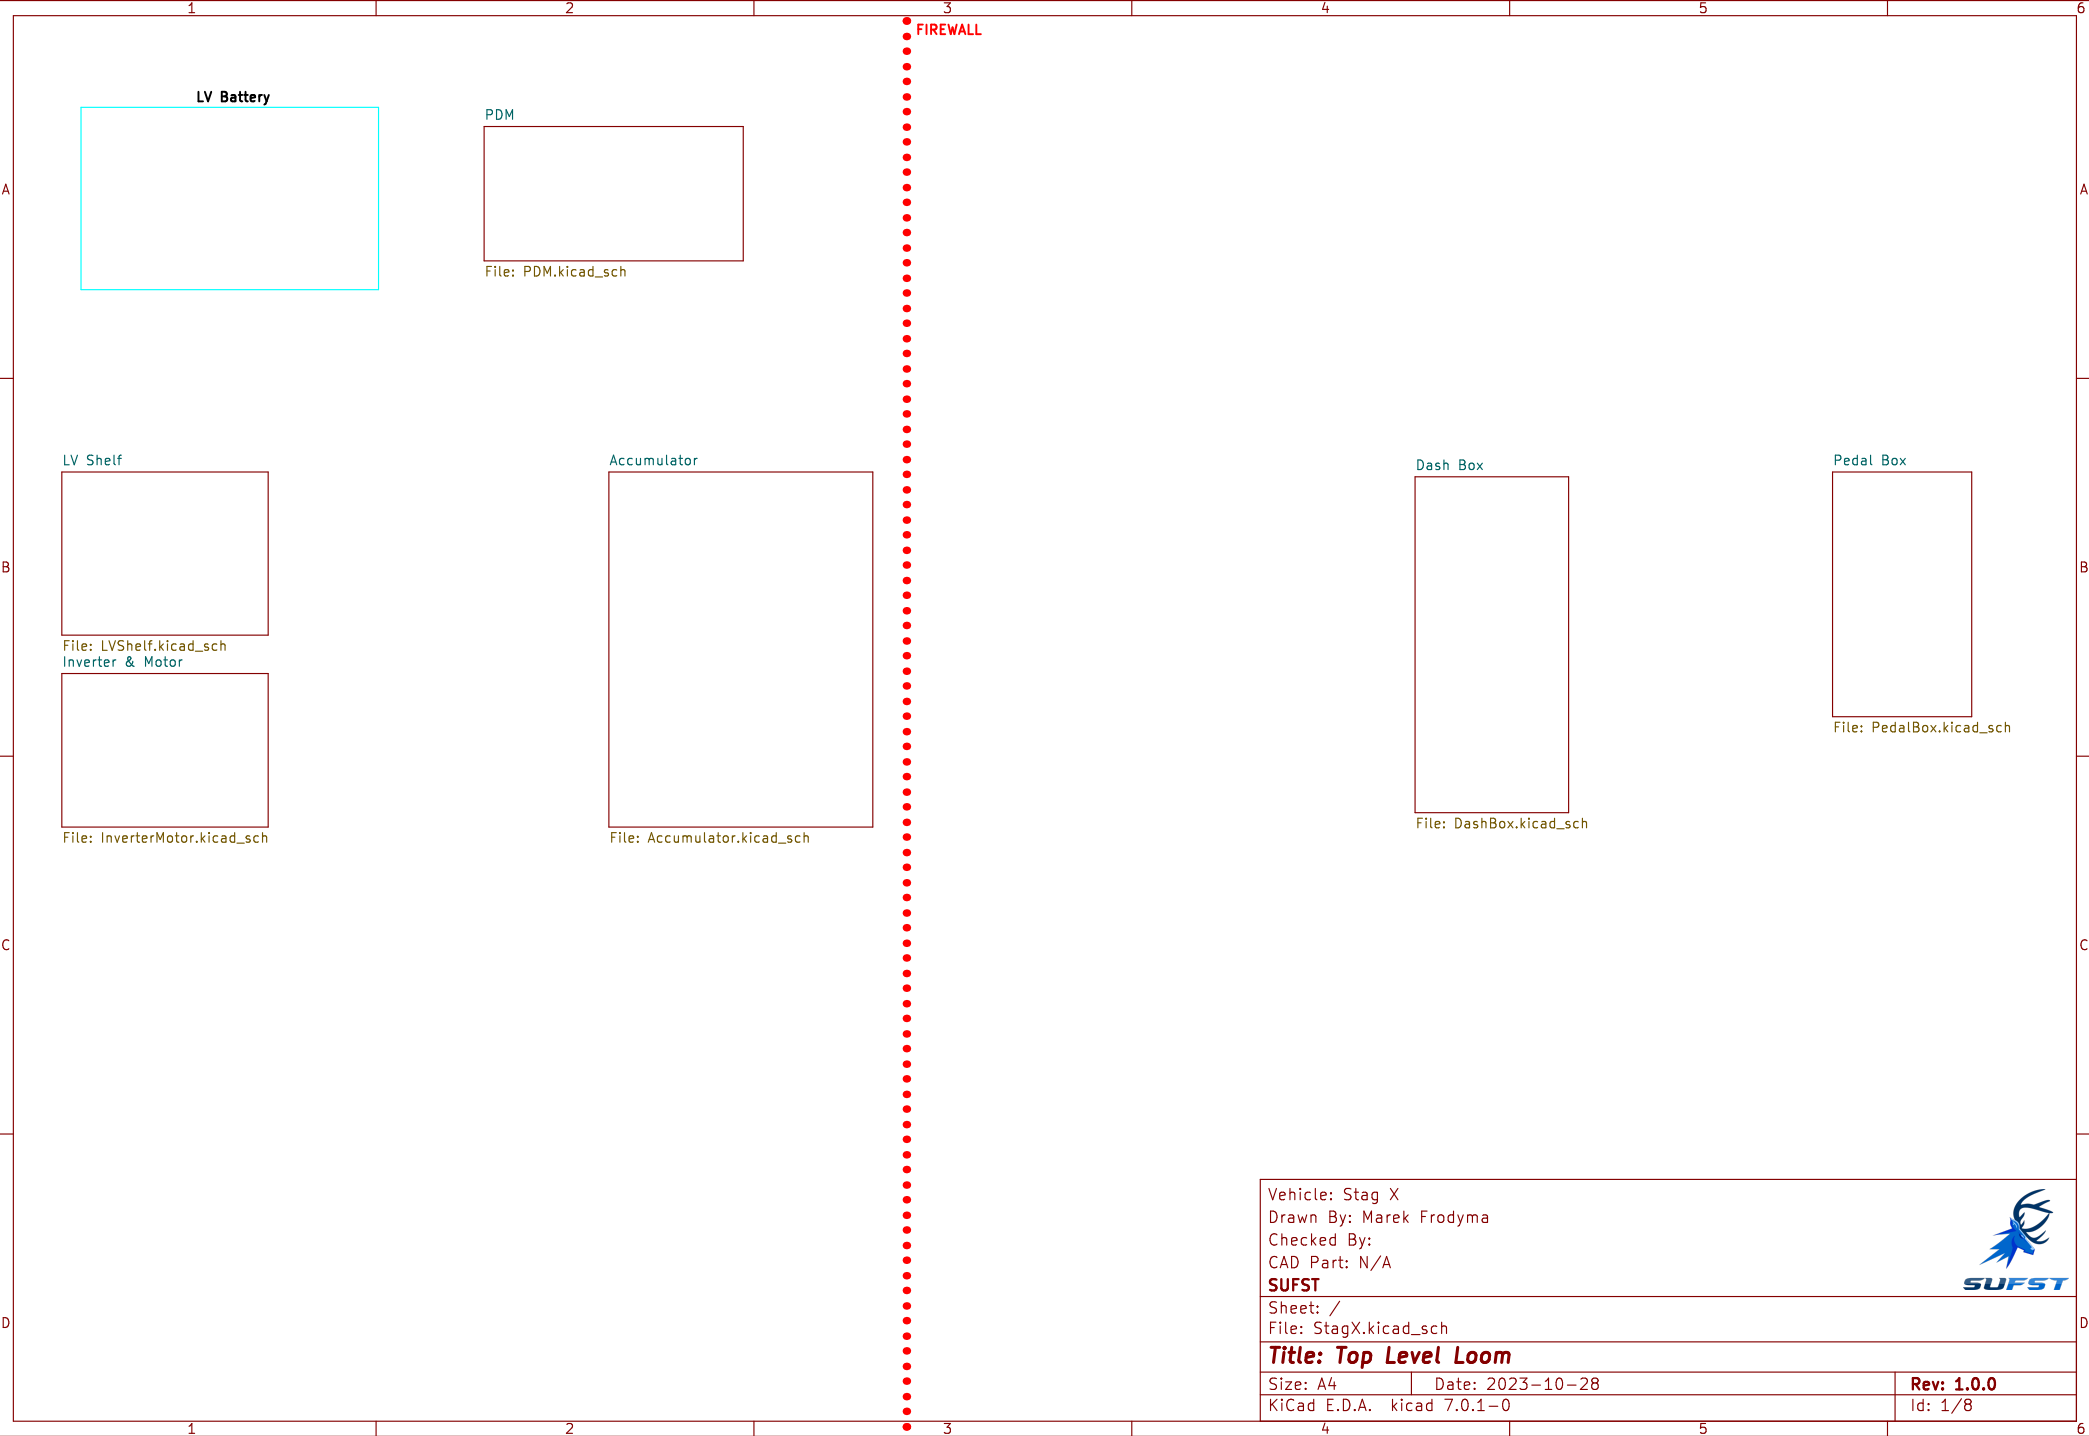 1 2 3 4 5 6
FIREWALL
LV Battery
PDM
A A
File: PDM.kicad_sch
LV Shelf
Accumulator
Dash Box
Pedal Box
B B
File: LVShelf.kicad_sch
Inverter & Motor
File: PedalBox.kicad_sch
File: DashBox.kicad_sch
File: InverterMotor.kicad_sch
File: Accumulator.kicad_sch
C C
Vehicle: Stag X
Drawn By: Marek Frodyma
Checked By:
CAD Part: N/A
SUFST
SUFST
Sheet: /
File: StagX.kicad_sch
D D
Title: Top Level Loom
Size: A4 Date: 2023-10-28 Rev: 1.0.0
KiCad E.D.A. kicad 7.0.1-0 Id: 1/8
1 2 3 4 5 6